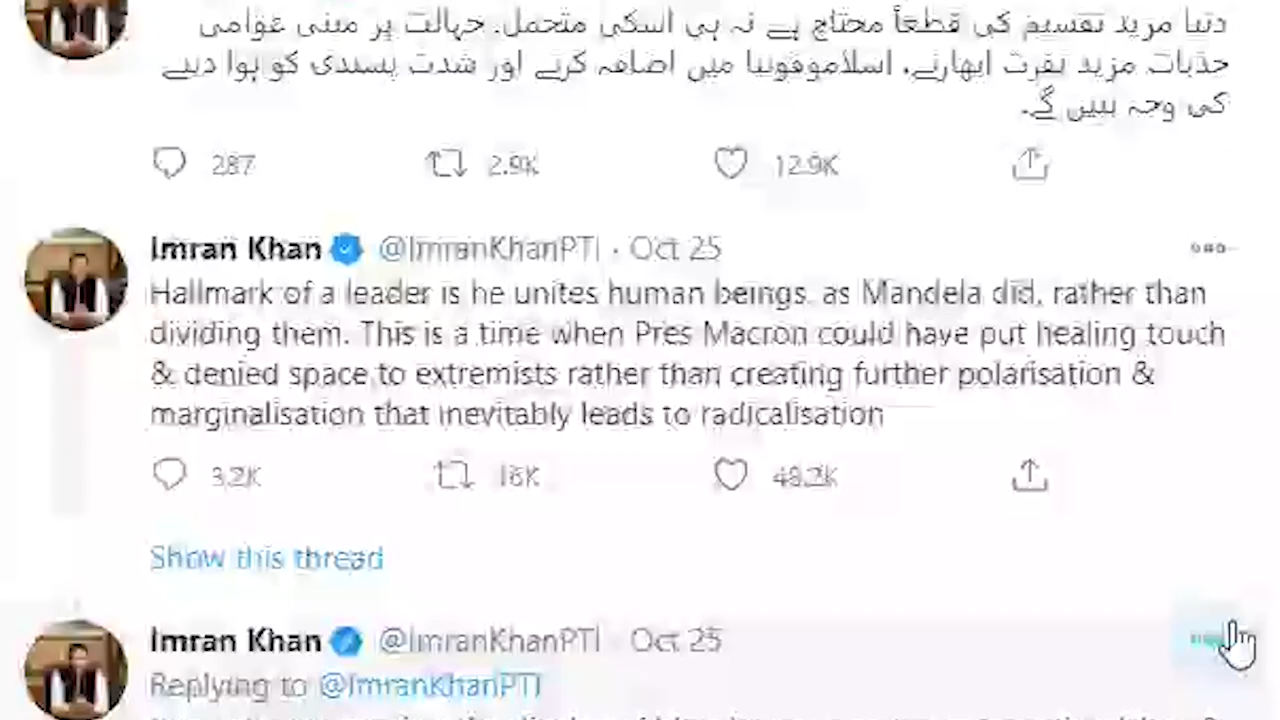 دنیا مزید تقسیم کی قطعاً محتاج ہے نہ ہی اسکی متحمل۔ جہالت پر مبنی عوامی
جذبات مزید نفرت ابھارنے، اسلاموفوبیا میں اضافہ کرنے اور شدت پسندی کو ہوا دینے
کی وجہ بنیں گے۔
287 2.9K 12.9K
Imran Khan @ImranKhanPTI · Oct 25
Hallmark of a leader is he unites human beings, as Mandela did, rather than
dividing them. This is a time when Pres Macron could have put healing touch
& denied space to extremists rather than creating further polarisation &
marginalisation that inevitably leads to radicalisation
3.2K 16K 48.2K
Show this thread
Imran Khan @ImranKhanPTI · Oct 25
Replying to @ImranKhanPTI